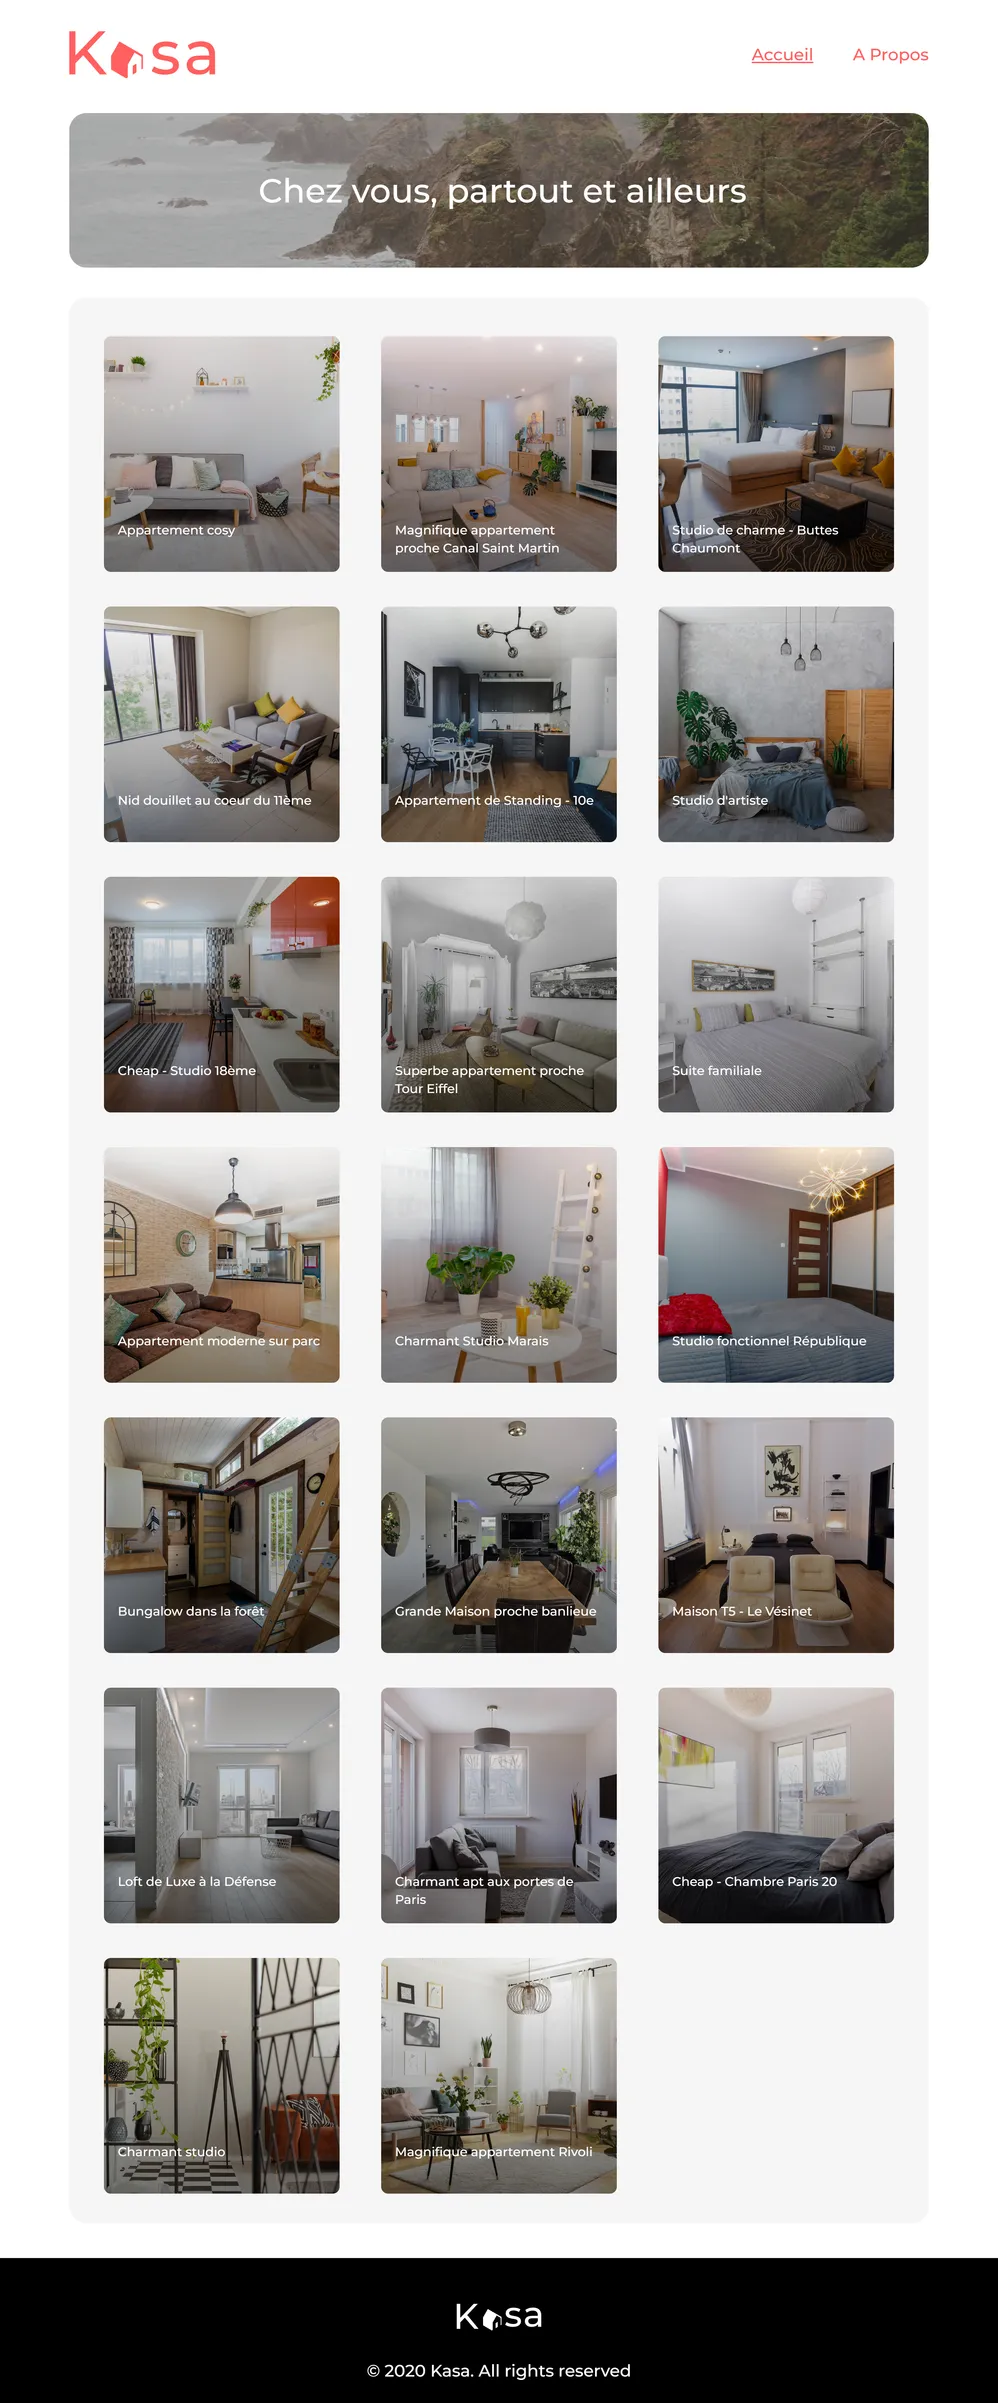 Kasa
Accueil
A Propos
Chez vous, partout et ailleurs
Appartement cosy
Magnifique appartement
proche Canal Saint Martin
Studio de charme - Buttes
Chaumont
Nid douillet au coeur du 11ème
Appartement de Standing - 10e
Studio d'artiste
Cheap - Studio 18ème
Superbe appartement proche
Tour Eiffel
Suite familiale
Appartement moderne sur parc
Charmant Studio Marais
Studio fonctionnel République
Bungalow dans la forêt
Grande Maison proche banlieue
Maison T5 - Le Vésinet
Loft de Luxe à la Défense
Charmant apt aux portes de
Paris
Cheap - Chambre Paris 20
Charmant studio
Magnifique appartement Rivoli
Kasa
© 2020 Kasa. All rights reserved